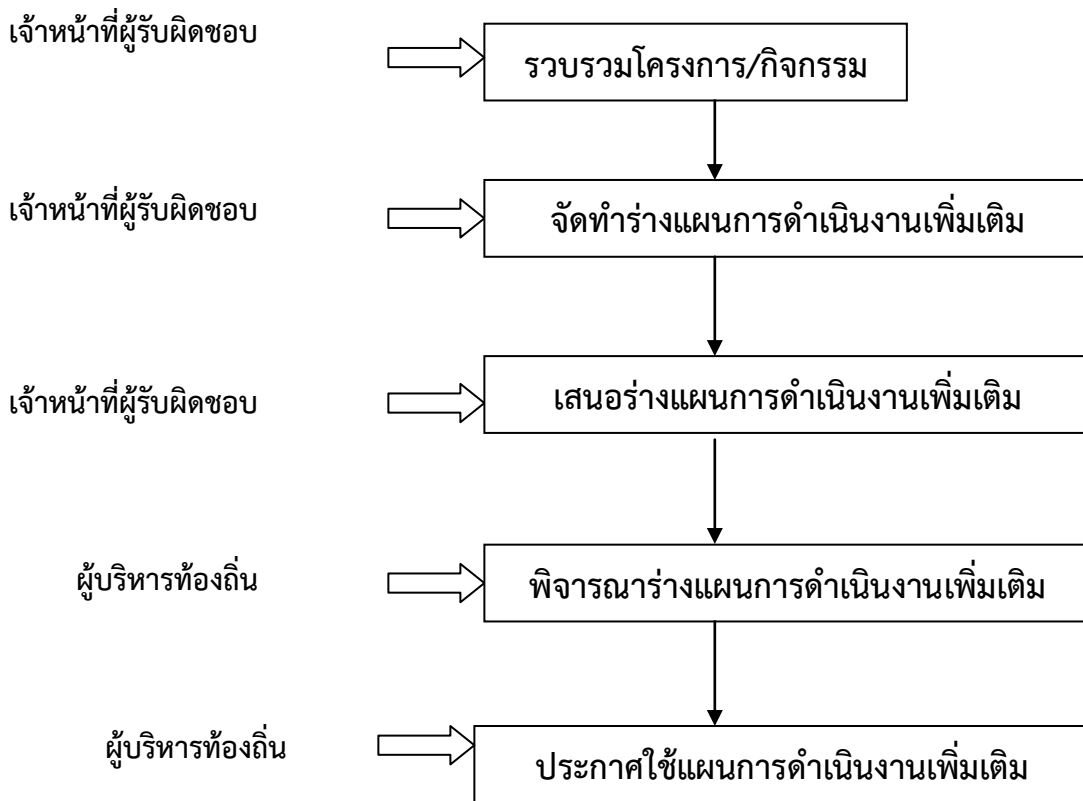 เจ้าหน้าที่ผู้รับผิดชอบ
รวบรวมโครงการ/กิจกรรม
เจ้าหน้าที่ผู้รับผิดชอบ
จัดทำร่างแผนการดำเนินงานเพิ่มเติม
เจ้าหน้าที่ผู้รับผิดชอบ
เสนอร่างแผนการดำเนินงานเพิ่มเติม
ผู้บริหารท้องถิ่น
พิจารณาร่างแผนการดำเนินงานเพิ่มเติม
ผู้บริหารท้องถิ่น
ประกาศใช้แผนการดำเนินงานเพิ่มเติม